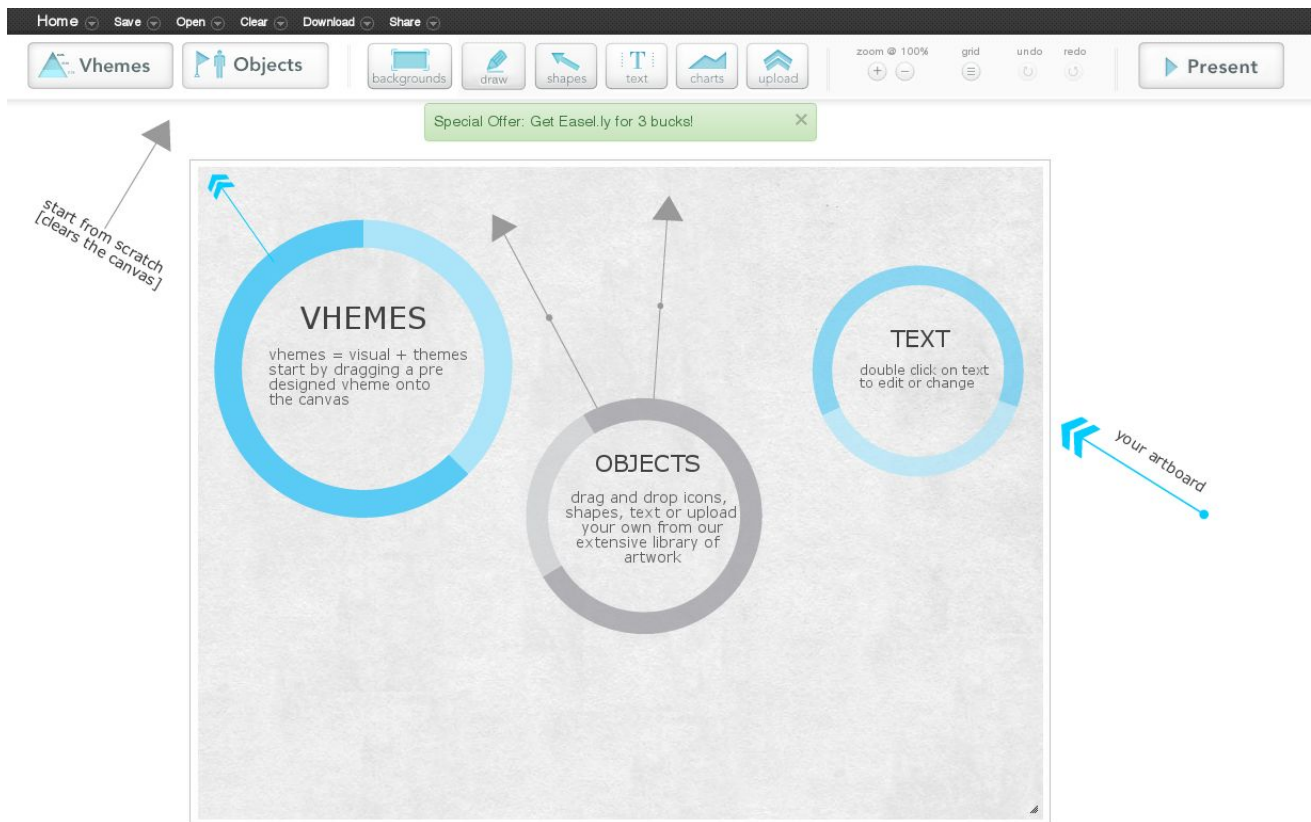 Home Save Open Clear Download Share
Vhemes Objects backgrounds draw shapes text charts upload zoom @ 100% grid undo redo Present
T
Special Offer: Get Easel.ly for 3 bucks!
start from scratch
[clears the canvas]
VHEMES
vhemes = visual + themes
start by dragging a pre
designed vheme onto
the canvas
OBJECTS
drag and drop icons,
shapes, text or upload
your own from our
extensive library of
artwork
TEXT
double click on text
to edit or change
your artboard